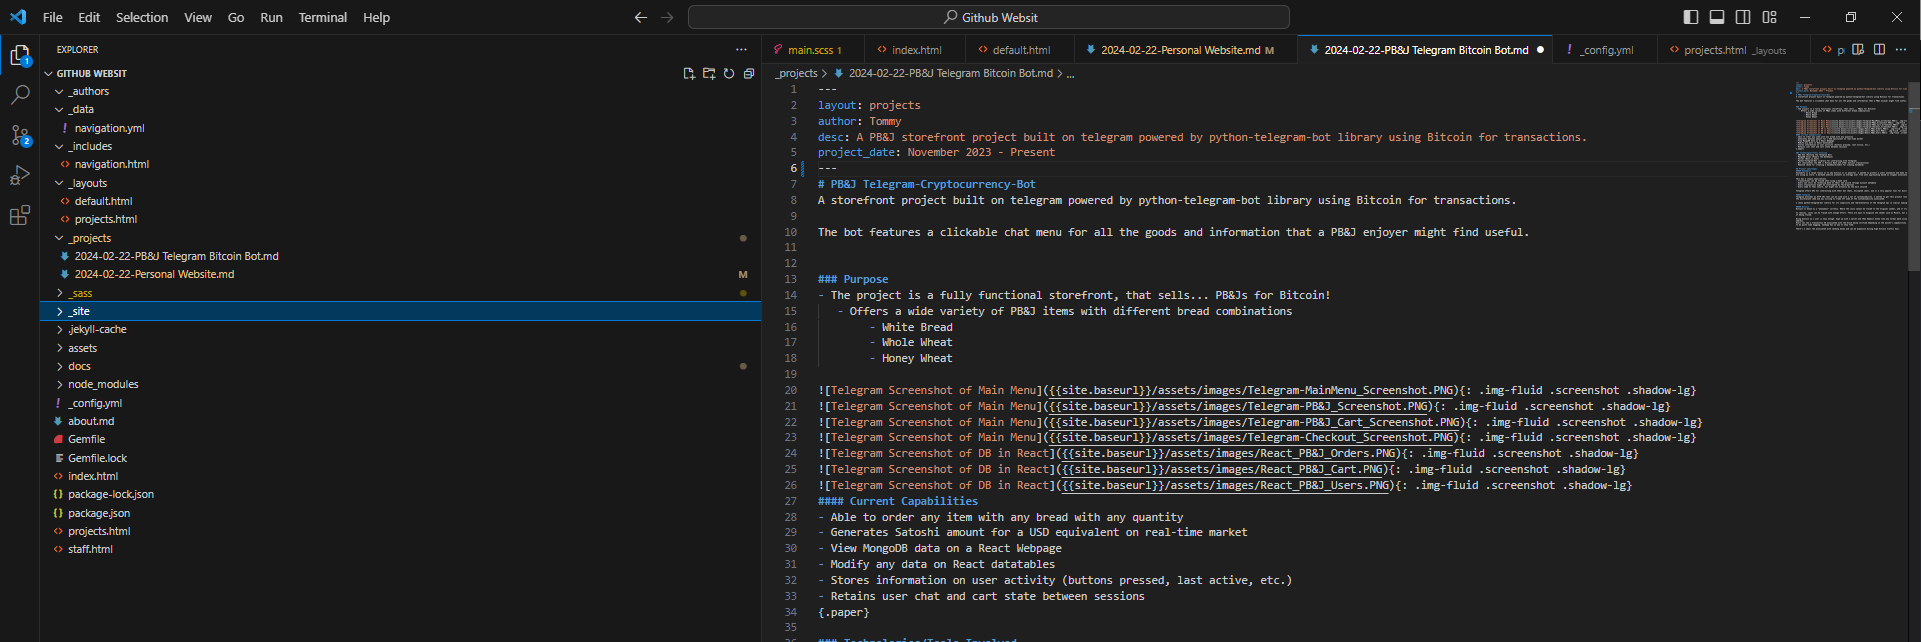 File Edit Selection View Go Run Terminal Help
Github Websit
EXPLORER
GITHUB WEBSIT
_authors
_data
navigation.yml
_includes
navigation.html
_layouts
default.html
projects.html
_projects
2024-02-22-PB&J Telegram Bitcoin Bot.md
2024-02-22-Personal Website.md M
_sass
_site
.jekyll-cache
assets
docs
node_modules
_config.yml
about.md
Gemfile
Gemfile.lock
index.html
package-lock.json
package.json
projects.html
staff.html
1
2
main.scss 1 index.html default.html 2024-02-22-Personal Website.md M 2024-02-22-PB&J Telegram Bitcoin Bot.md _config.yml projects.html _layouts p
_projects > 2024-02-22-PB&J Telegram Bitcoin Bot.md > ...
1 ---
2 layout: projects
3 author: Tommy
4 desc: A PB&J storefront project built on telegram powered by python-telegram-bot library using Bitcoin for transactions.
5 project_date: November 2023 - Present
6 ---
7 # PB&J Telegram-Cryptocurrency-Bot
8 A storefront project built on telegram powered by python-telegram-bot library using Bitcoin for transactions.
9
10 The bot features a clickable chat menu for all the goods and information that a PB&J enjoyer might find useful.
11
12
13 ### Purpose
14 - The project is a fully functional storefront, that sells... PB&Js for Bitcoin!
15 - Offers a wide variety of PB&J items with different bread combinations
16 - White Bread
17 - Whole Wheat
18 - Honey Wheat
19
20 ![Telegram Screenshot of Main Menu]({{site.baseurl}}/assets/images/Telegram-MainMenu_Screenshot.PNG){: .img-fluid .screenshot .shadow-lg}
21 ![Telegram Screenshot of Main Menu]({{site.baseurl}}/assets/images/Telegram-PB&J_Screenshot.PNG){: .img-fluid .screenshot .shadow-lg}
22 ![Telegram Screenshot of Main Menu]({{site.baseurl}}/assets/images/Telegram-PB&J_Cart_Screenshot.PNG){: .img-fluid .screenshot .shadow-lg}
23 ![Telegram Screenshot of Main Menu]({{site.baseurl}}/assets/images/Telegram-Checkout_Screenshot.PNG){: .img-fluid .screenshot .shadow-lg}
24 ![Telegram Screenshot of DB in React]({{site.baseurl}}/assets/images/React_PB&J_Orders.PNG){: .img-fluid .screenshot .shadow-lg}
25 ![Telegram Screenshot of DB in React]({{site.baseurl}}/assets/images/React_PB&J_Cart.PNG){: .img-fluid .screenshot .shadow-lg}
26 ![Telegram Screenshot of DB in React]({{site.baseurl}}/assets/images/React_PB&J_Users.PNG){: .img-fluid .screenshot .shadow-lg}
27 #### Current Capabilities
28 - Able to order any item with any bread with any quantity
29 - Generates Satoshi amount for a USD equivalent on real-time market
30 - View MongoDB data on a React Webpage
31 - Modify any data on React datatables
32 - Stores information on user activity (buttons pressed, last active, etc.)
33 - Retains user chat and cart state between sessions
34 {.paper}
35
36 ### Technologies/Tools Involved